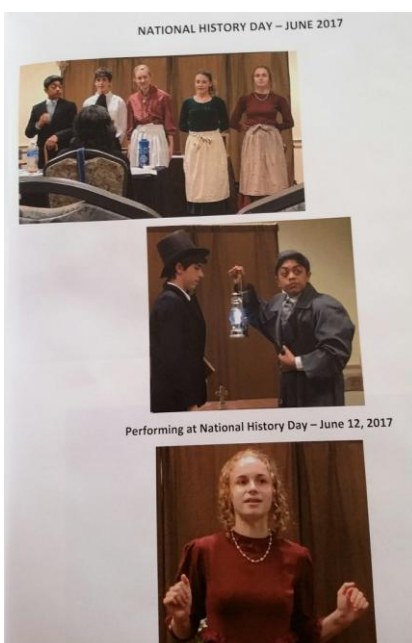 NATIONAL HISTORY DAY – JUNE 2017
Performing at National History Day – June 12, 2017